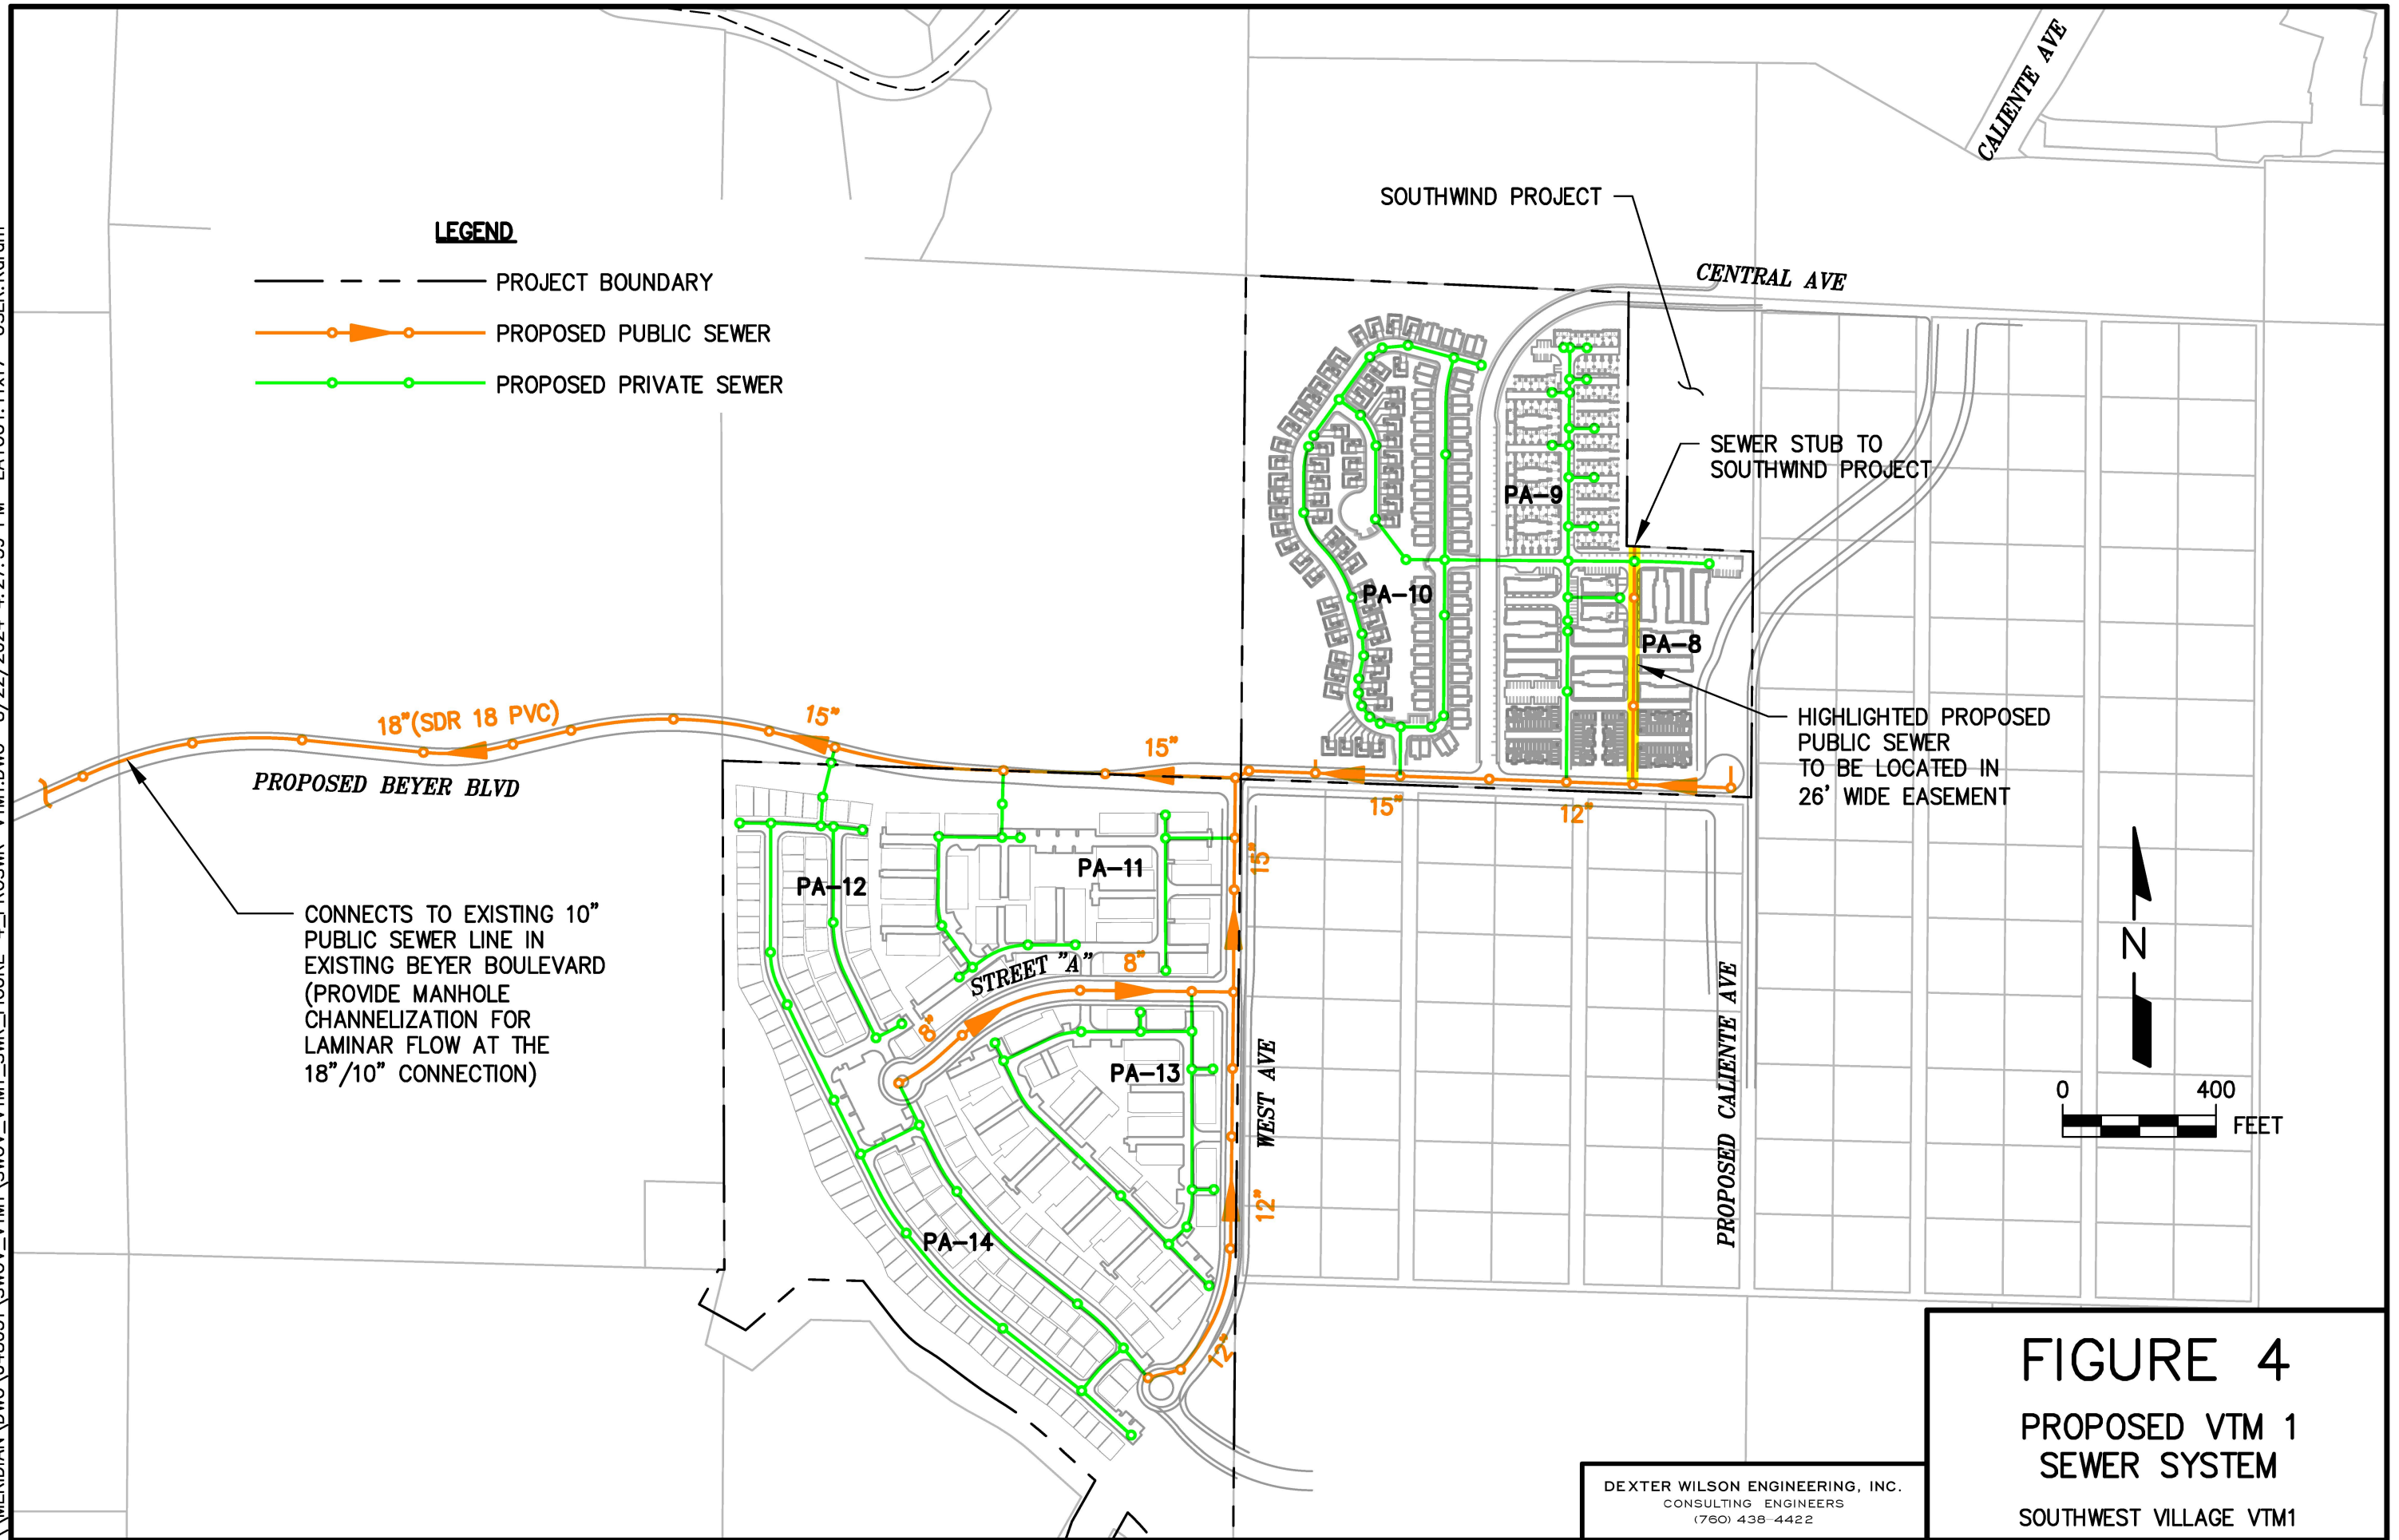 LEGEND
PROJECT BOUNDARY
PROPOSED PUBLIC SEWER
PROPOSED PRIVATE SEWER
CALIENTE AVE
SOUTHWIND PROJECT
CENTRAL AVE
SEWER STUB TO
SOUTHWIND PROJECT
PA-9
PA-10
PA-8
HIGHLIGHTED PROPOSED
PUBLIC SEWER
TO BE LOCATED IN
26' WIDE EASEMENT
18"(SDR 18 PVC)
15"
15"
15"
12"
PROPOSED BEYER BLVD
CONNECTS TO EXISTING 10"
PUBLIC SEWER LINE IN
EXISTING BEYER BOULEVARD
(PROVIDE MANHOLE
CHANNELIZATION FOR
LAMINAR FLOW AT THE
18"/10" CONNECTION)
PA-12
PA-11
15"
STREET "A"
8"
8"
PA-13
WEST AVE
12"
PA-14
12"
PROPOSED CALIENTE AVE
N
0 400
FEET
FIGURE 4
PROPOSED VTM 1
SEWER SYSTEM
SOUTHWEST VILLAGE VTM1
DEXTER WILSON ENGINEERING, INC.
CONSULTING ENGINEERS
(760) 438-4422